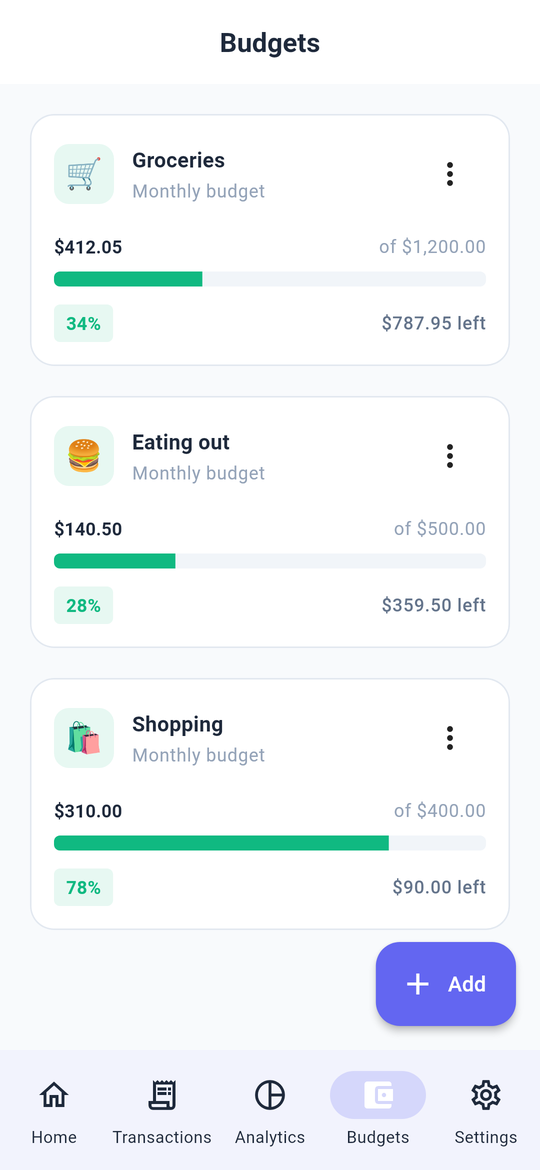 Budgets
Groceries
Monthly budget
$412.05 of $1,200.00
34% $787.95 left
Eating out
Monthly budget
$140.50 of $500.00
28% $359.50 left
Shopping
Monthly budget
$310.00 of $400.00
78% $90.00 left
Add
Home Transactions Analytics Budgets Settings